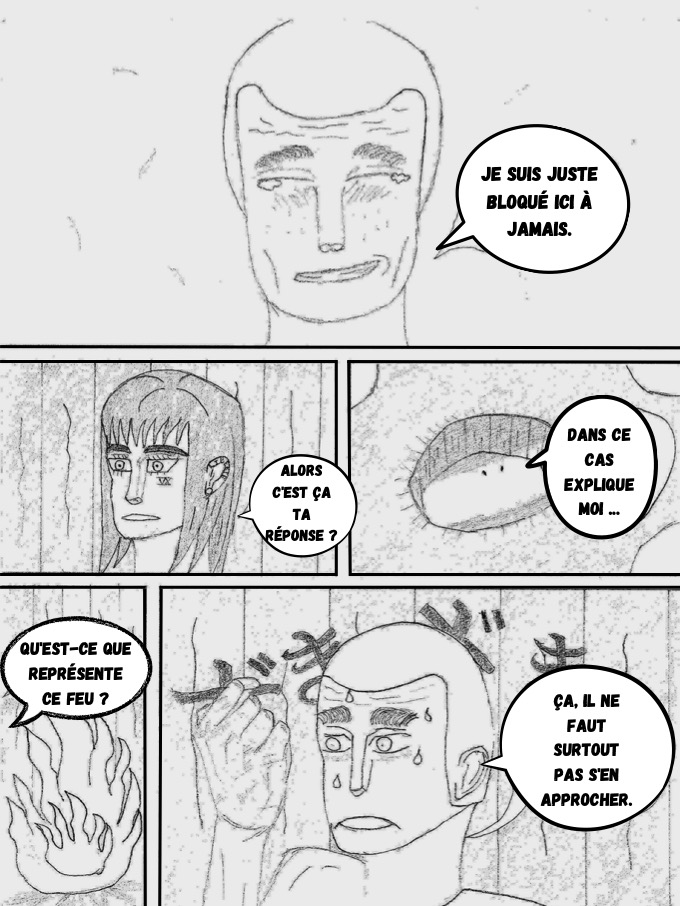 JE SUIS JUSTE
BLOQUÉ ICI À
JAMAIS.
ALORS
C'EST ÇA
TA
RÉPONSE ?
DANS CE
CAS
EXPLIQUE
MOI ...
QU'EST-CE QUE
REPRÉSENTE
CE FEU ?
ÇA, IL NE
FAUT
SURTOUT
PAS S'EN
APPROCHER.